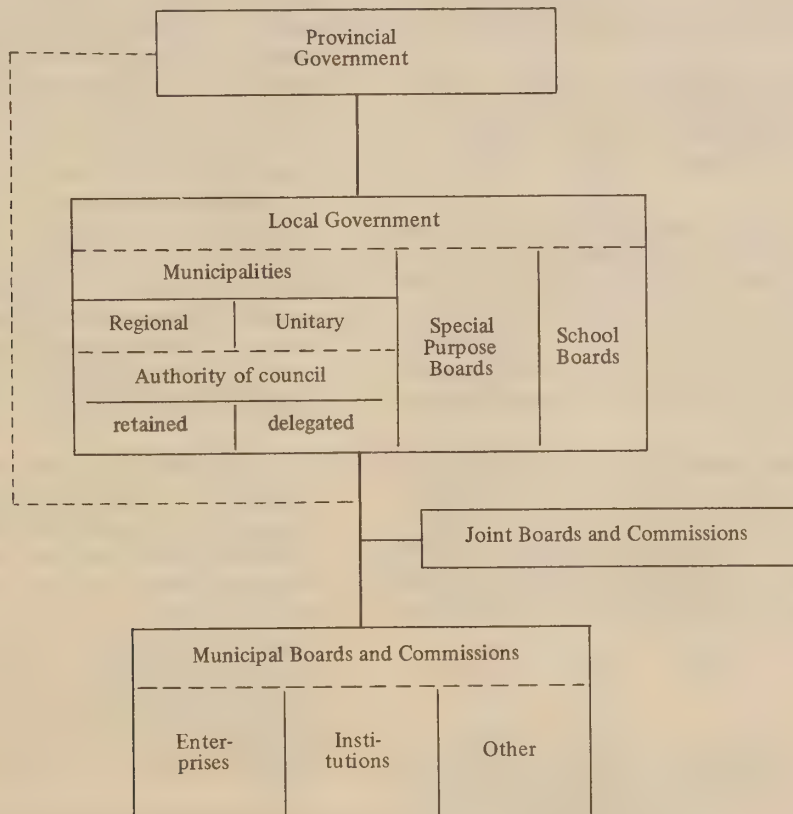 Provincial
Government
Local Government
Municipalities
Regional
Unitary
Authority of council
retained
delegated
Special
Purpose
Boards
School
Boards
Joint Boards and Commissions
Municipal Boards and Commissions
Enter-
prises
Insti-
tutions
Other